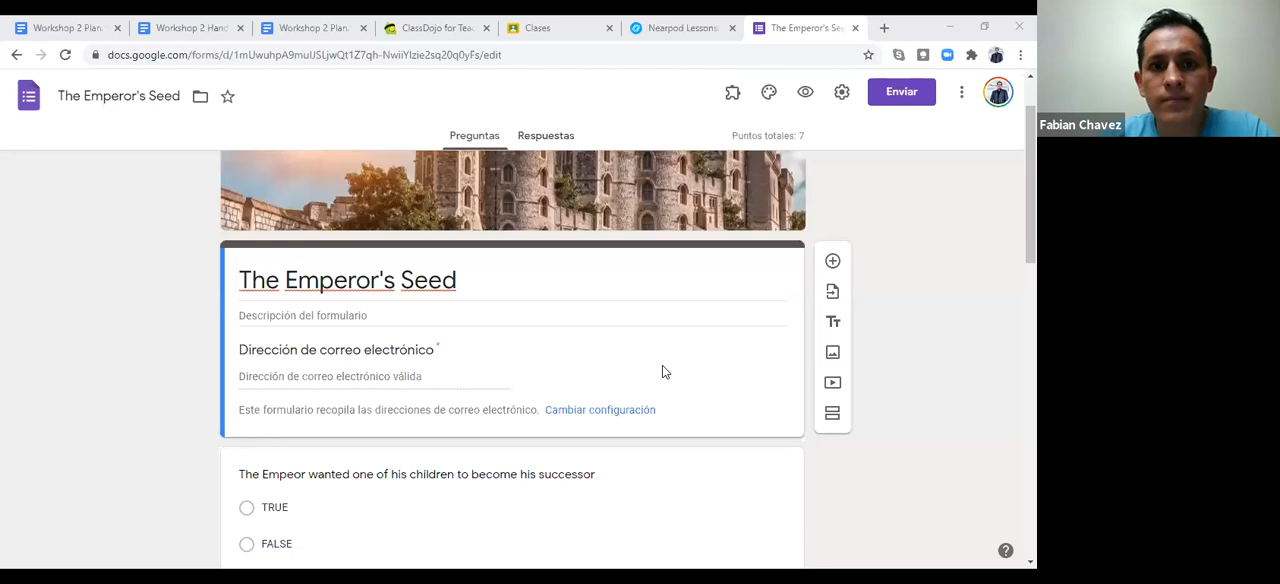 Workshop 2 Plan.
Workshop 2 Hand
Workshop 2 Plan.
ClassDojo for Tea
Clases
Nearpod Lessons
The Emperor's See
docs.google.com/forms/d/1mUwuhpA9muIJSLjwQt1Z7qh-NwiiYIzie2sq20q0yFs/edit
The Emperor's Seed
Enviar
Preguntas
Respuestas
Puntos totales: 7
The Emperor's Seed
Descripción del formulario
Dirección de correo electrónico *
Dirección de correo electrónico válida
Este formulario recopila las direcciones de correo electrónico. Cambiar configuración
The Empeor wanted one of his children to become his successor
TRUE
FALSE
Fabian Chavez